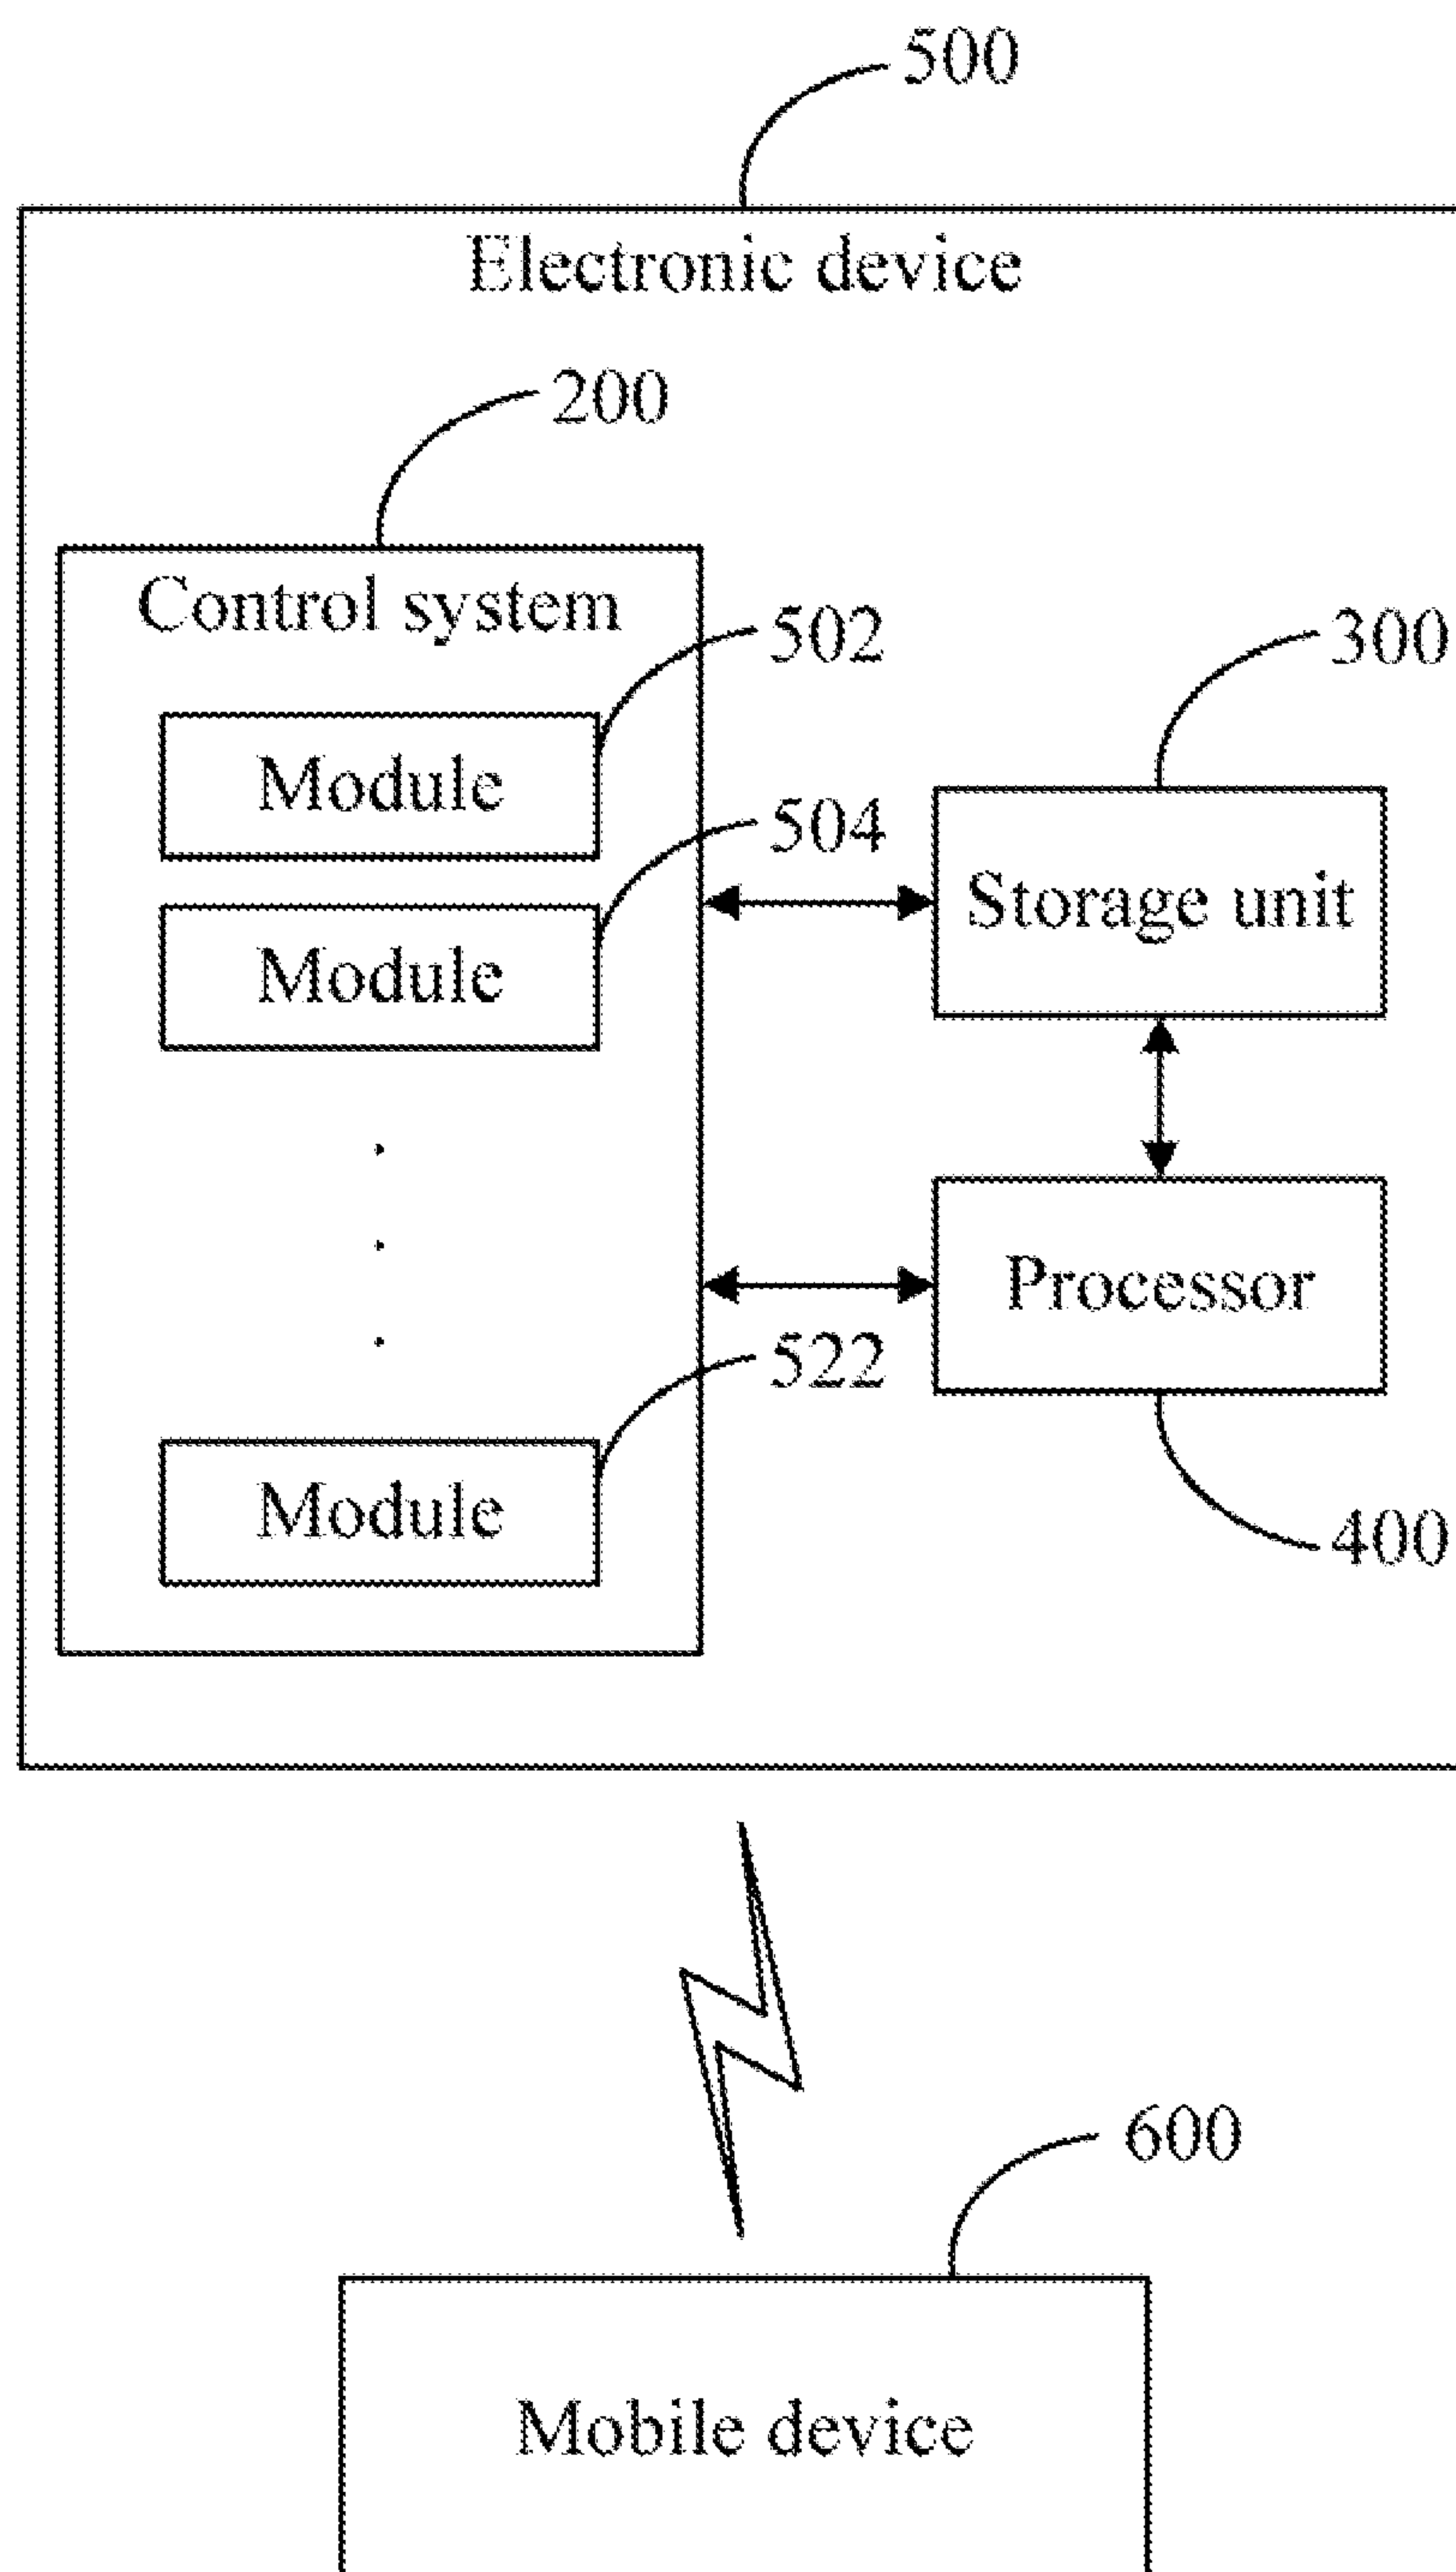 500
Electronic device
200
Control system
502
300
Module
504
Storage unit
Module
Processor
522
Module
400
600
Mobile device